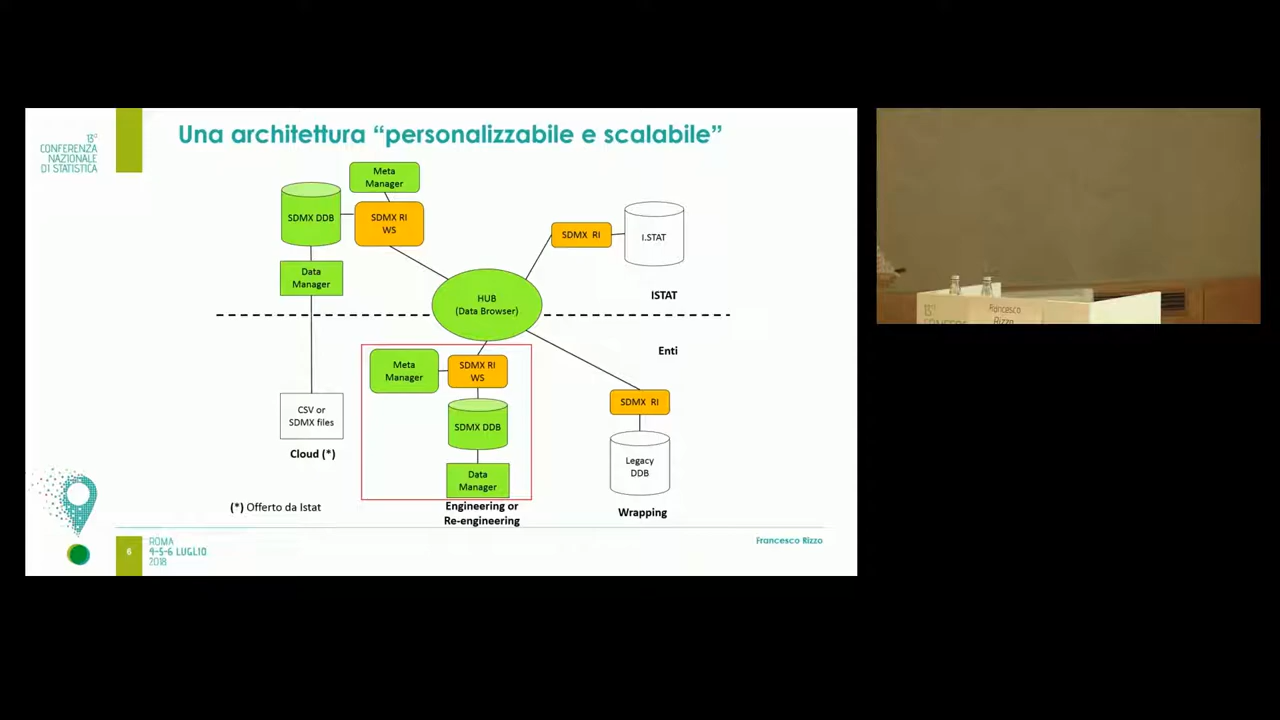 13ª
CONFERENZA
NAZIONALE
DI STATISTICA
Una architettura “personalizzabile e scalabile”
Meta
Manager
SDMX DDB
SDMX RI
WS
SDMX RI
I.STAT
Data
Manager
HUB
(Data Browser)
ISTAT
Enti
Meta
Manager
SDMX RI
WS
CSV or
SDMX files
SDMX RI
SDMX DDB
Cloud (*)
Legacy
DDB
Data
Manager
(*) Offerto da Istat
Engineering or
Re-engineering
Wrapping
6
ROMA
4-5-6 LUGLIO
2018
Francesco Rizzo
Francesco
Rizzo